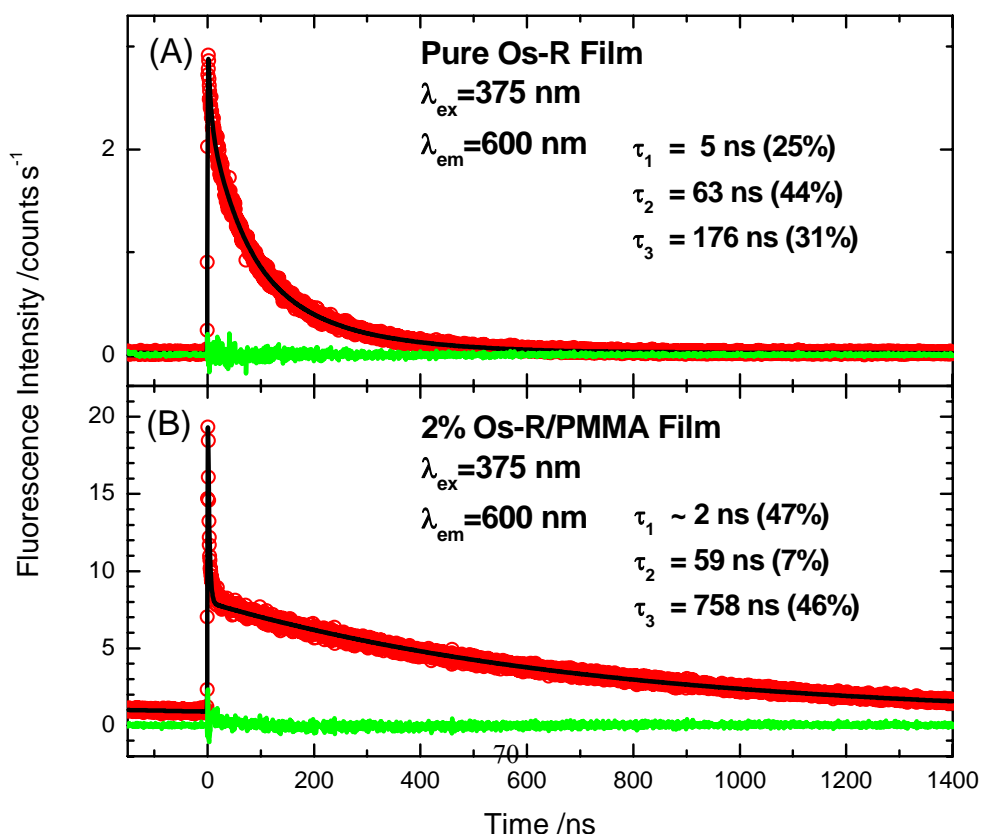 (A)
Pure Os-R Film
λex=375 nm
λem=600 nm
τ1 = 5 ns (25%)
τ2 = 63 ns (44%)
τ3 = 176 ns (31%)
2
0
(B)
2% Os-R/PMMA Film
λex=375 nm
λem=600 nm
τ1 ~ 2 ns (47%)
τ2 = 59 ns (7%)
τ3 = 758 ns (46%)
20
15
10
5
0
Fluorescence Intensity /counts s-1
70
0
200
400
600
800
1000
1200
1400
Time /ns